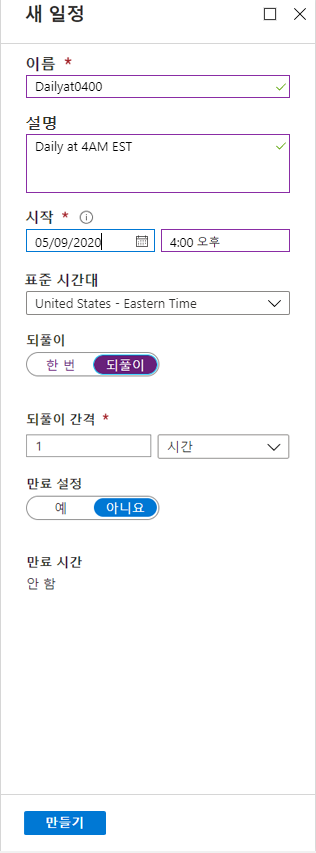 새 일정
이름 *
Dailyat0400
설명
Daily at 4AM EST
시작 *
05/09/2020 4:00 오후
표준 시간대
United States - Eastern Time
되풀이
한 번 되풀이
되풀이 간격 *
1 시간
만료 설정
예 아니요
만료 시간
안 함
만들기